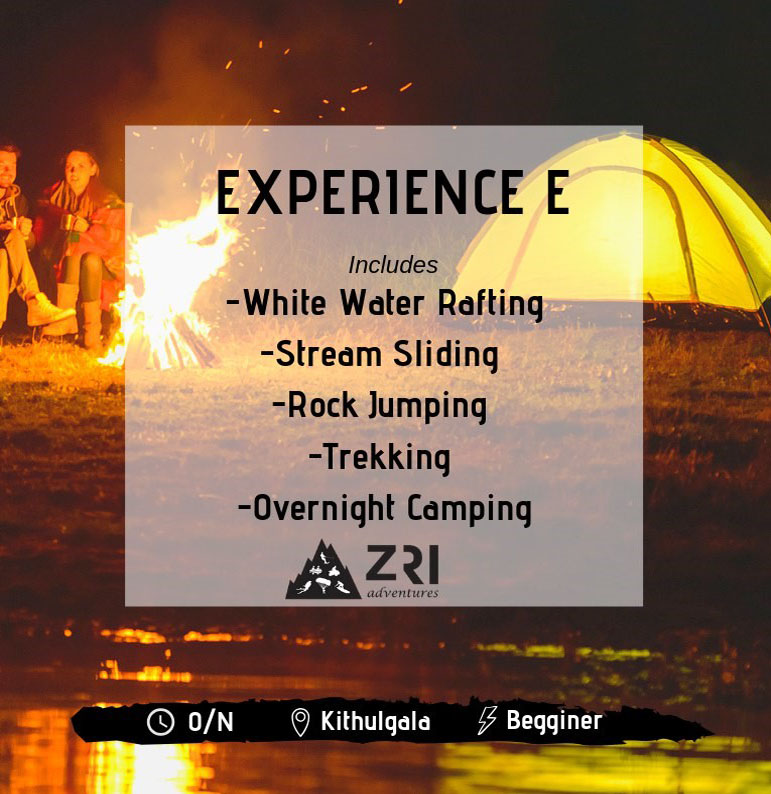 EXPERIENCE E
Includes
-White Water Rafting
-Stream Sliding
-Rock Jumping
-Trekking
-Overnight Camping
ZRI
adventures
O/N Kithulgala Begginer